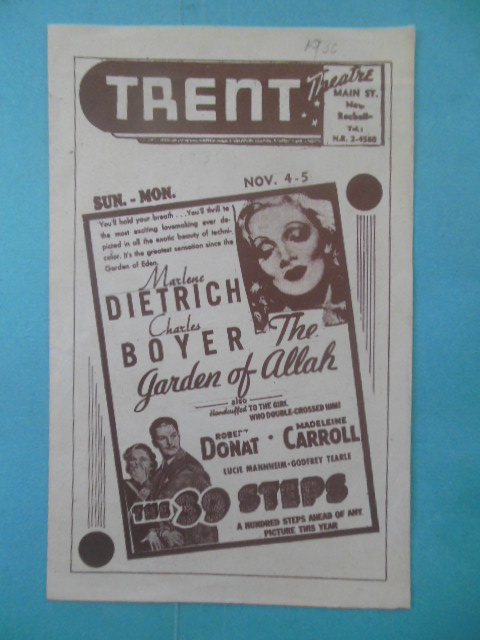 1936
TRENT
Theatre
MAIN ST.
New
Rochelle
Tel:
N.R. 2-4580
SUN. - MON.
NOV. 4-5
You'll hold your breath . . . You'll thrill to
the most exciting lovemaking ever de-
picted in all the exotic beauty of techni-
color. It's the greatest sensation since the
Garden of Eden.
Marlene
DIETRICH
Charles
BOYER
The
Garden of Allah
also
Handcuffed TO THE GIRL
WHO DOUBLE-CROSSED HIM!
ROBERT
DONAT •
MADELEINE
CARROLL
LUCIE MANNHEIM • GODFREY TEARLE
THE 39 STEPS
A HUNDRED STEPS AHEAD OF ANY
PICTURE THIS YEAR